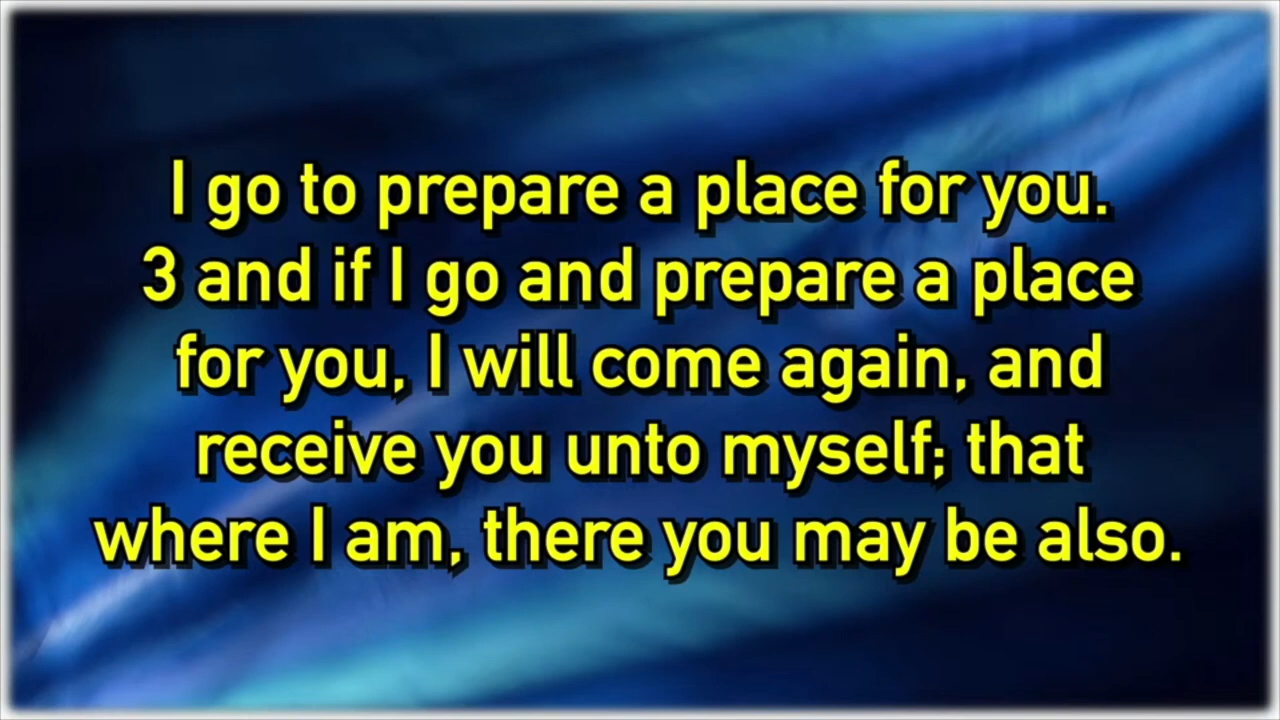 I go to prepare a place for you.
3 and if I go and prepare a place
for you, I will come again, and
receive you unto myself; that
where I am, there you may be also.